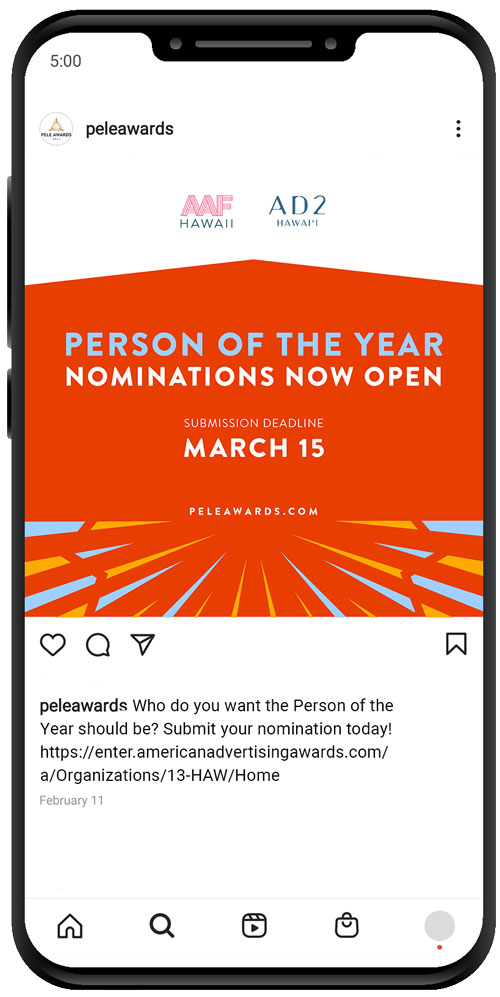 5:00
PELE AWARDS
peleawards
AAF AD2
HAWAII HAWAI'I
PERSON OF THE YEAR
NOMINATIONS NOW OPEN
SUBMISSION DEADLINE
MARCH 15
PELEAWARDS.COM
peleawards Who do you want the Person of the
Year should be? Submit your nomination today!
https://enter.americanadvertisingawards.com/
a/Organizations/13-HAW/Home
February 11